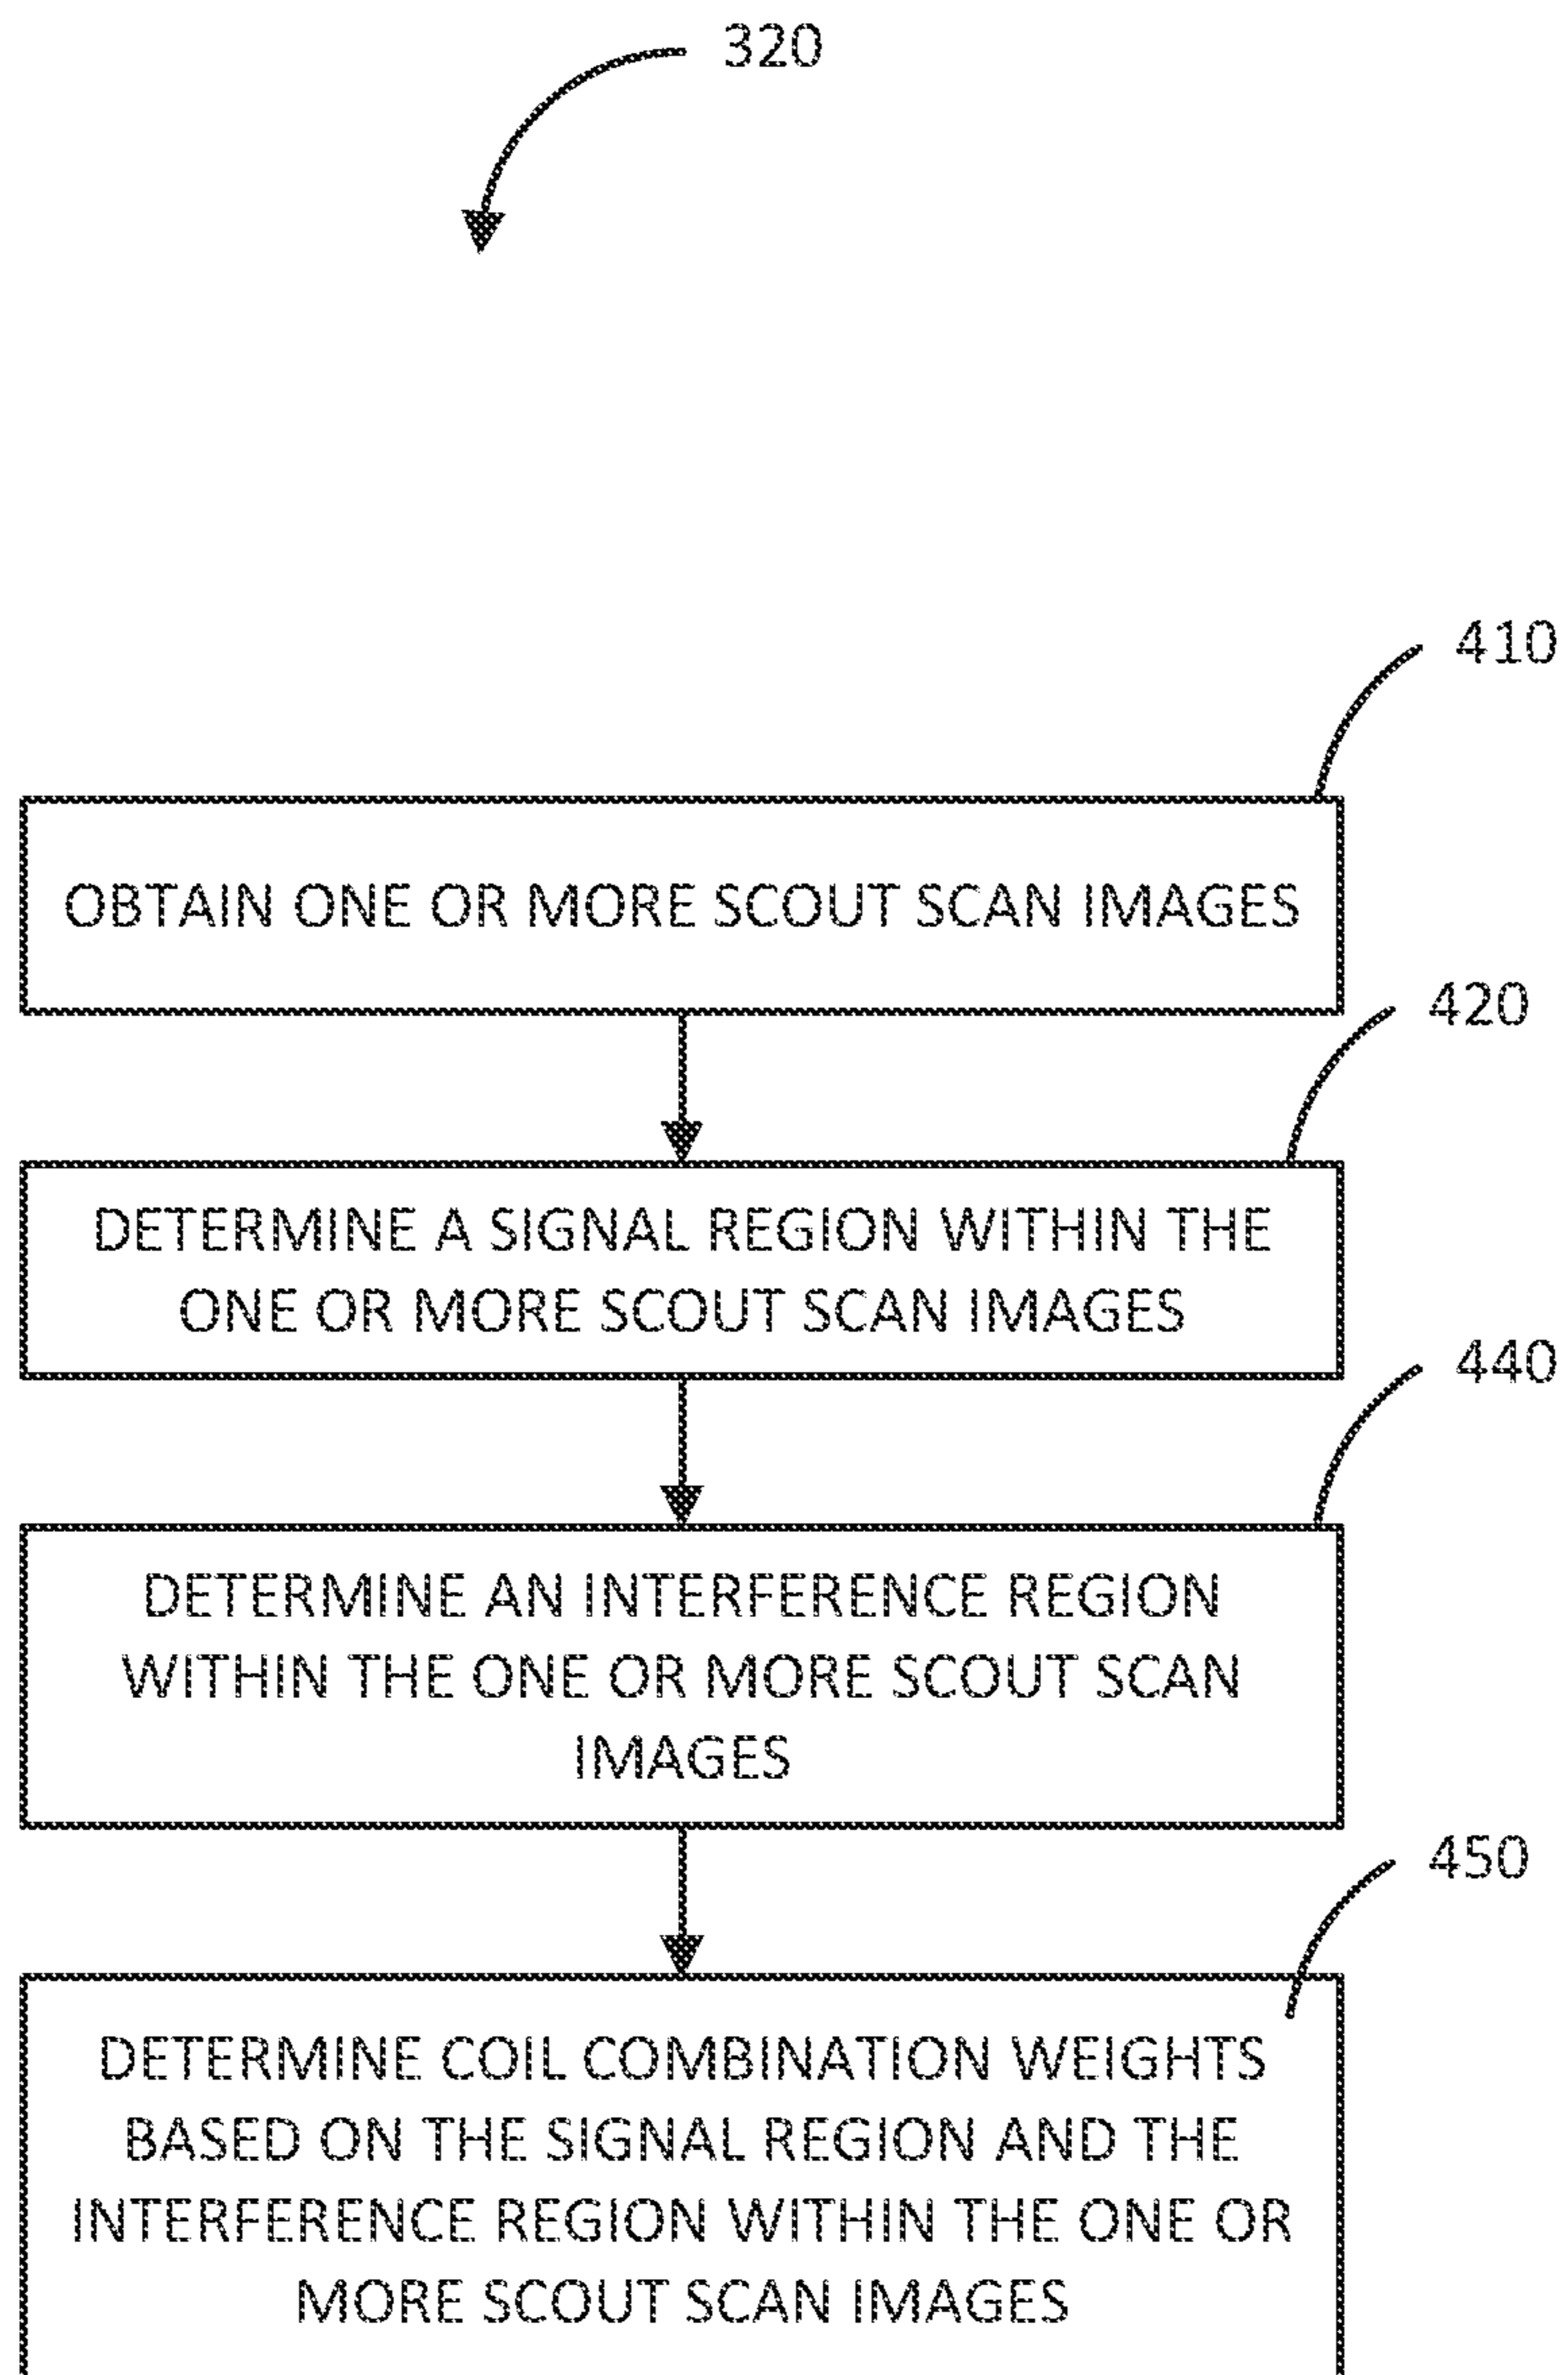 320
410
OBTAIN ONE OR MORE SCOUT SCAN IMAGES
420
DETERMINE A SIGNAL REGION WITHIN THE
ONE OR MORE SCOUT SCAN IMAGES
440
DETERMINE AN INTERFERENCE REGION
WITHIN THE ONE OR MORE SCOUT SCAN
IMAGES
450
DETERMINE COIL COMBINATION WEIGHTS
BASED ON THE SIGNAL REGION AND THE
INTERFERENCE REGION WITHIN THE ONE OR
MORE SCOUT SCAN IMAGES